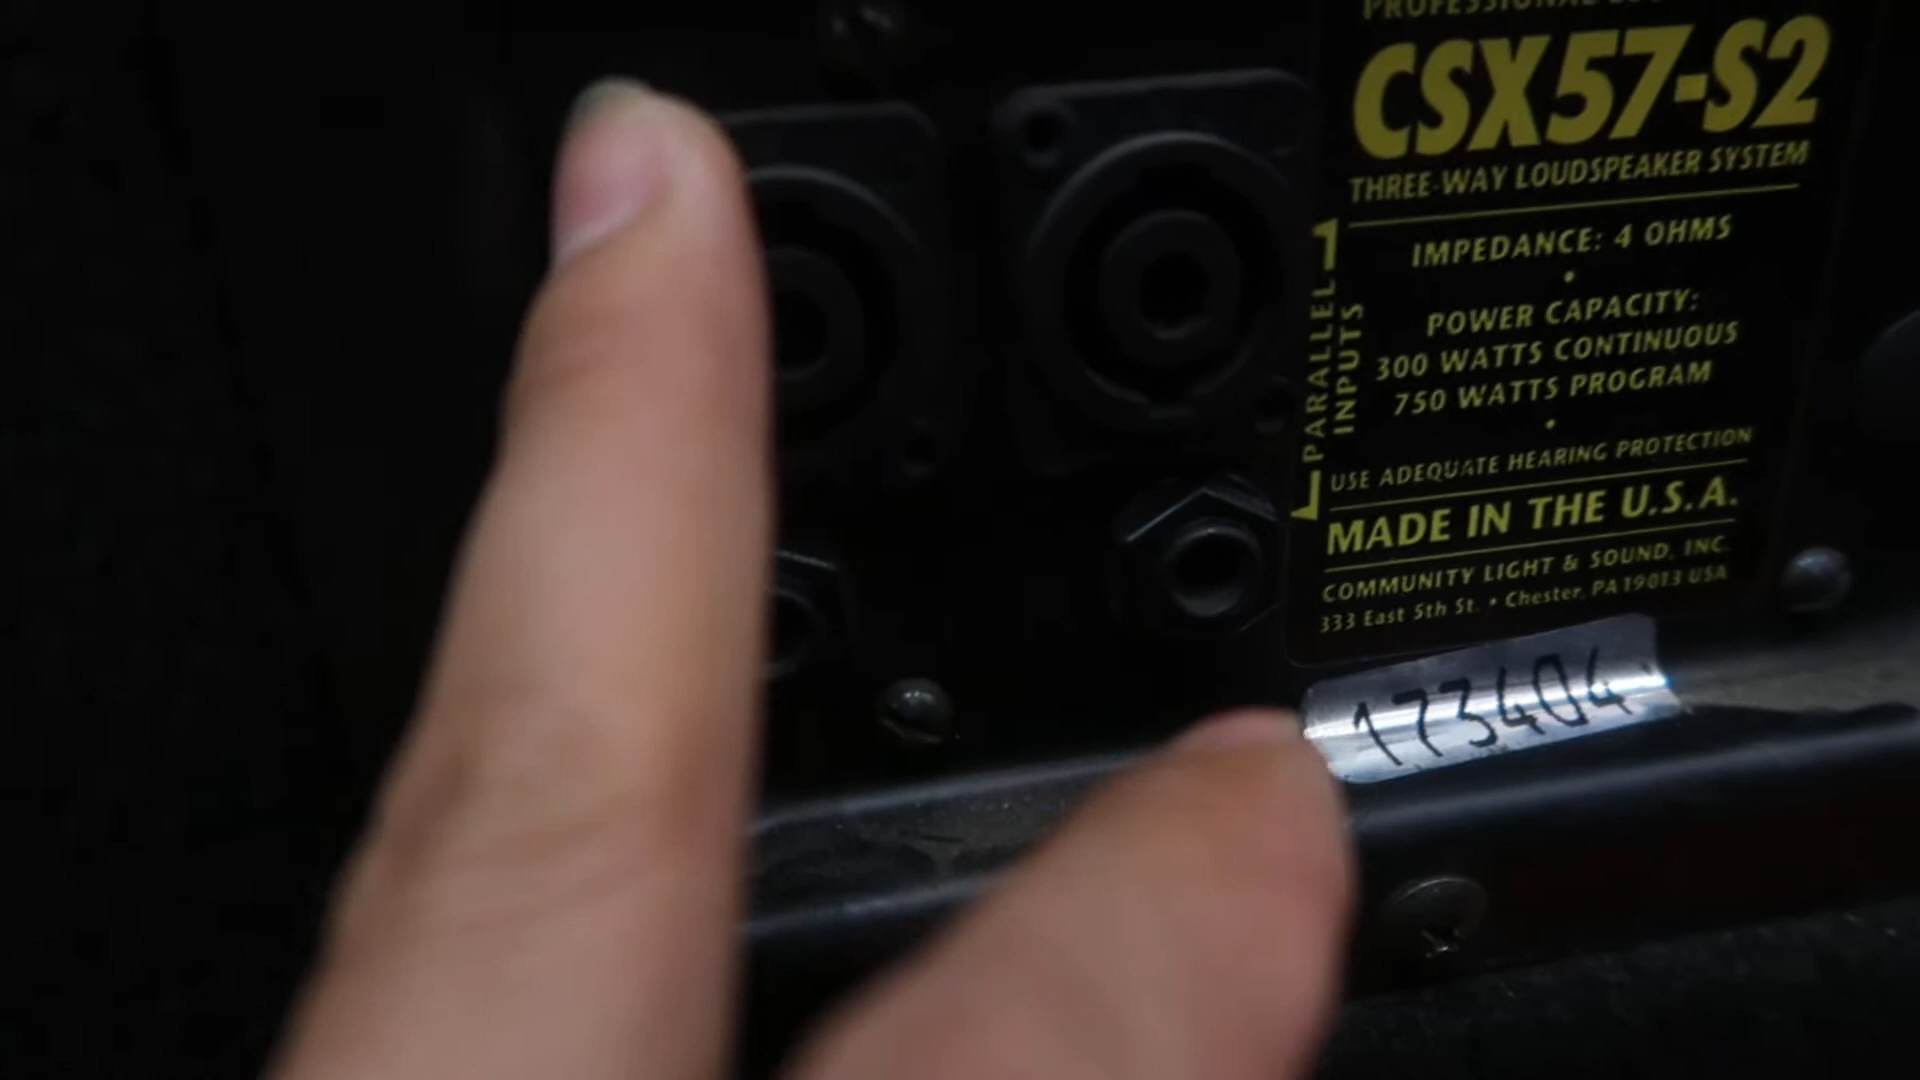 PROFESSIONAL
CSX57-S2
THREE-WAY LOUDSPEAKER SYSTEM
PARALLEL
INPUTS
IMPEDANCE: 4 OHMS
•
POWER CAPACITY:
300 WATTS CONTINUOUS
750 WATTS PROGRAM
•
USE ADEQUATE HEARING PROTECTION
MADE IN THE U.S.A.
COMMUNITY LIGHT & SOUND, INC.
333 East 5th St. • Chester, PA 19013 USA
173404